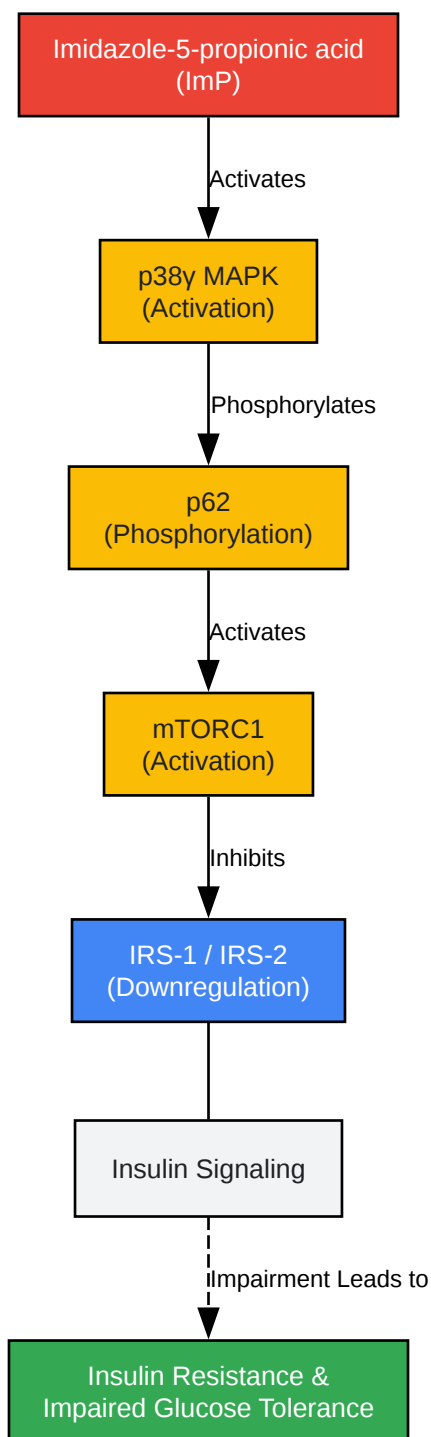 Imidazole-5-propionic acid
(ImP)
Activates
p38γ MAPK
(Activation)
Phosphorylates
p62
(Phosphorylation)
Activates
mTORC1
(Activation)
Inhibits
IRS-1 / IRS-2
(Downregulation)
Insulin Signaling
Impairment Leads to
Insulin Resistance &
Impaired Glucose Tolerance